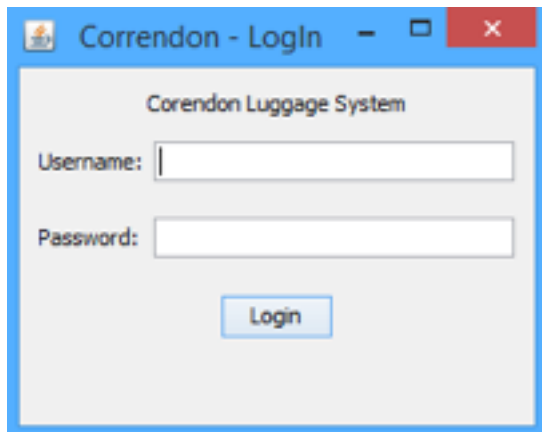 Correndon - LogIn
Corendon Luggage System
Username:
Password:
Login